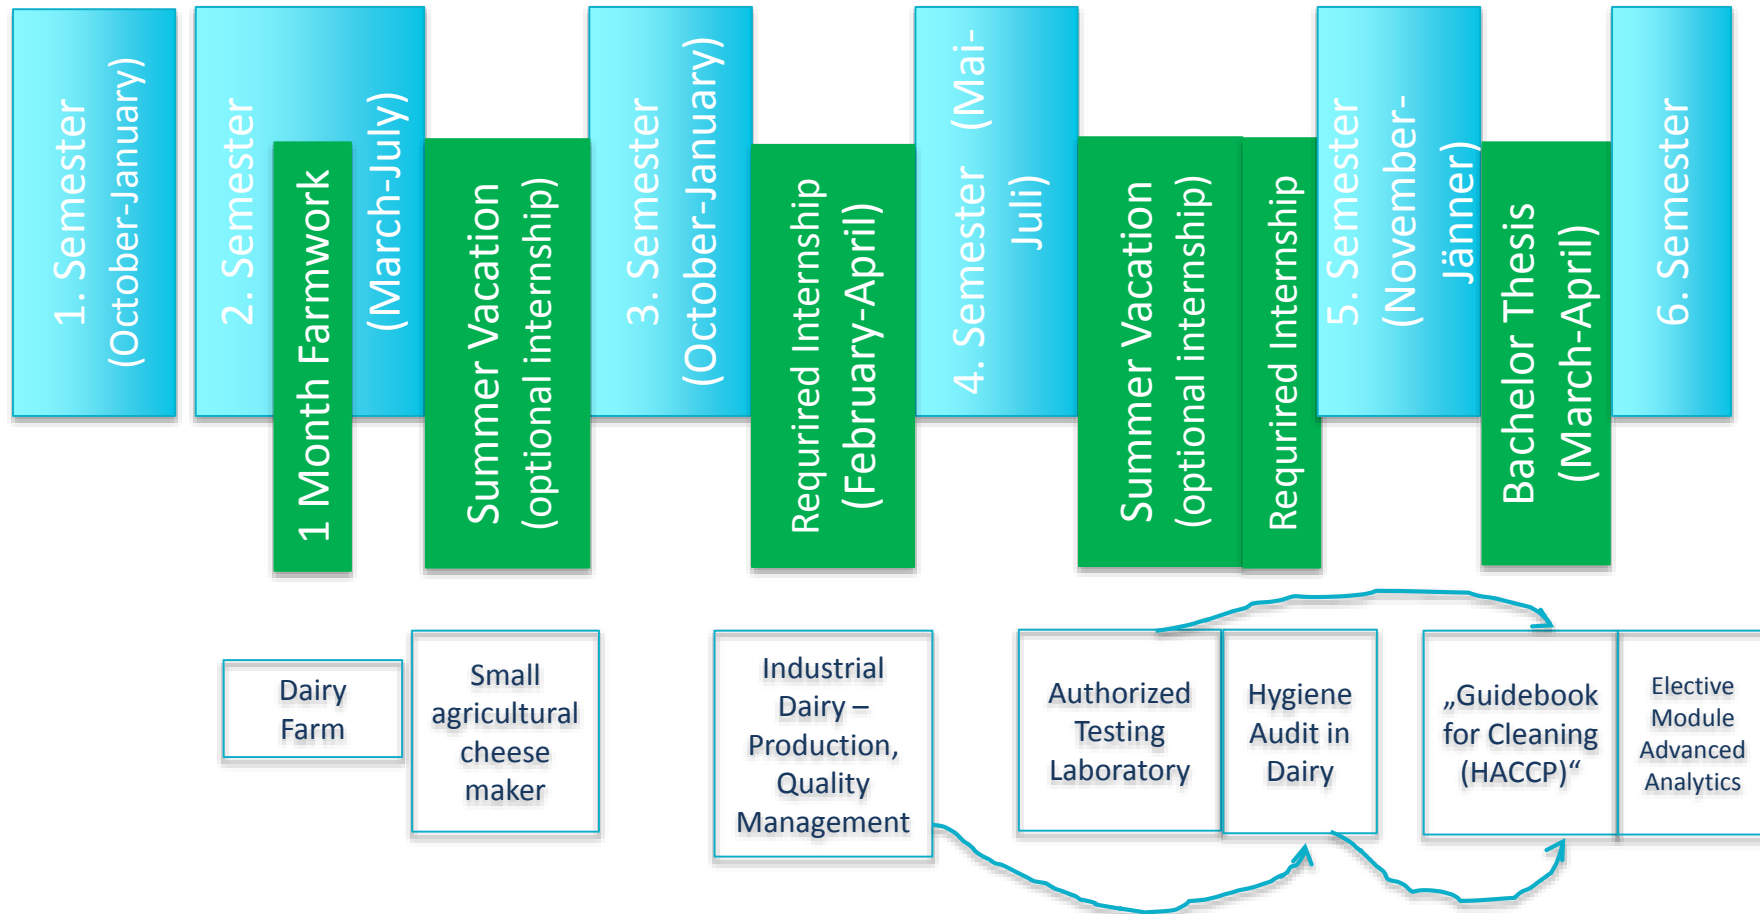 1. Semester
(October-January)
2. Semester
(March-July)
1 Month Farmwork
Summer Vacation
(optional internship)
3. Semester
(October-January)
Requrired Internship
(February-April)
4. Semester (Mai-
Juli)
Summer Vacation
(optional internship)
Requrired Internship
5. Semester
(November-
Jänner)
Bachelor Thesis
(March-April)
6. Semester
Dairy
Farm
Small
agricultural
cheese
maker
Industrial
Dairy –
Production,
Quality
Management
Authorized
Testing
Laboratory
Hygiene
Audit in
Dairy
„Guidebook
for Cleaning
(HACCP)“
Elective
Module
Advanced
Analytics